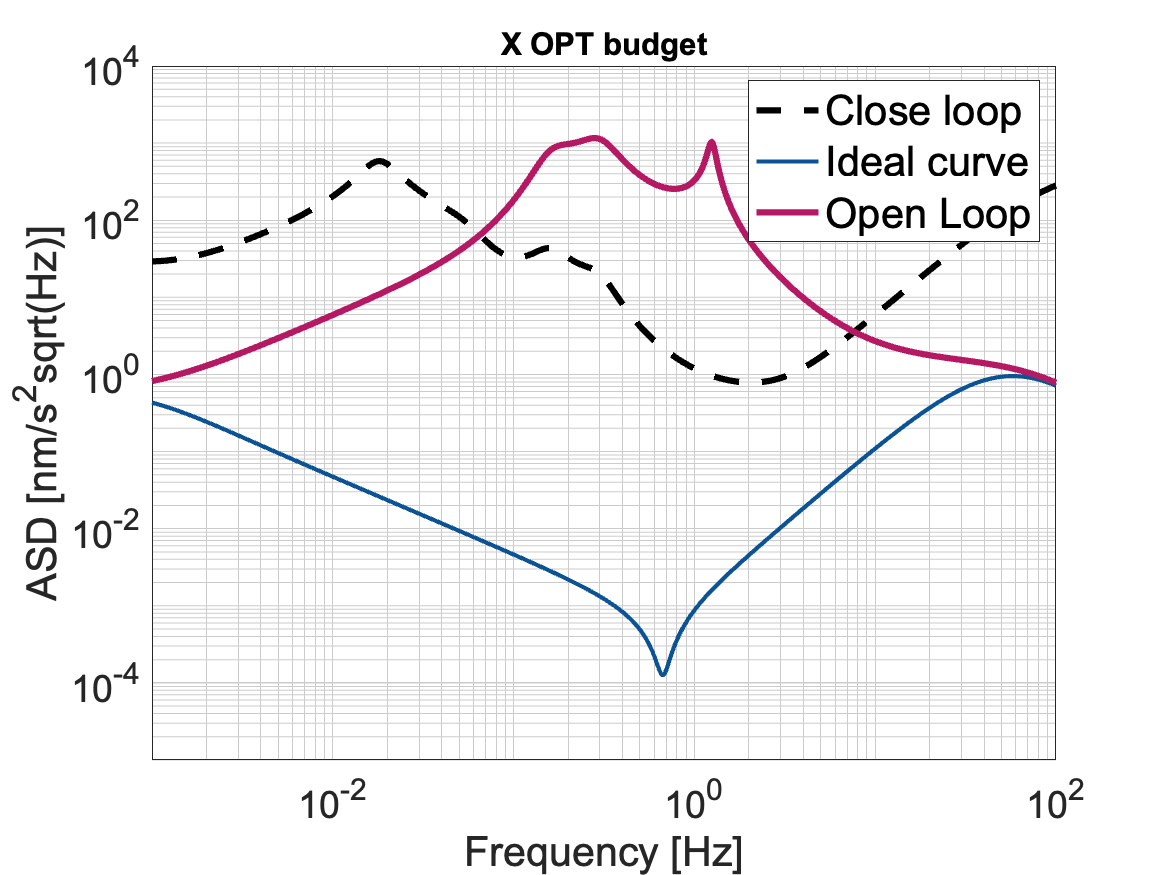 X OPT budget
10^4
10^2
10^0
10^-2
10^-4
ASD [nm/s^2sqrt(Hz)]
Close loop
Ideal curve
Open Loop
10^-2
10^0
10^2
Frequency [Hz]